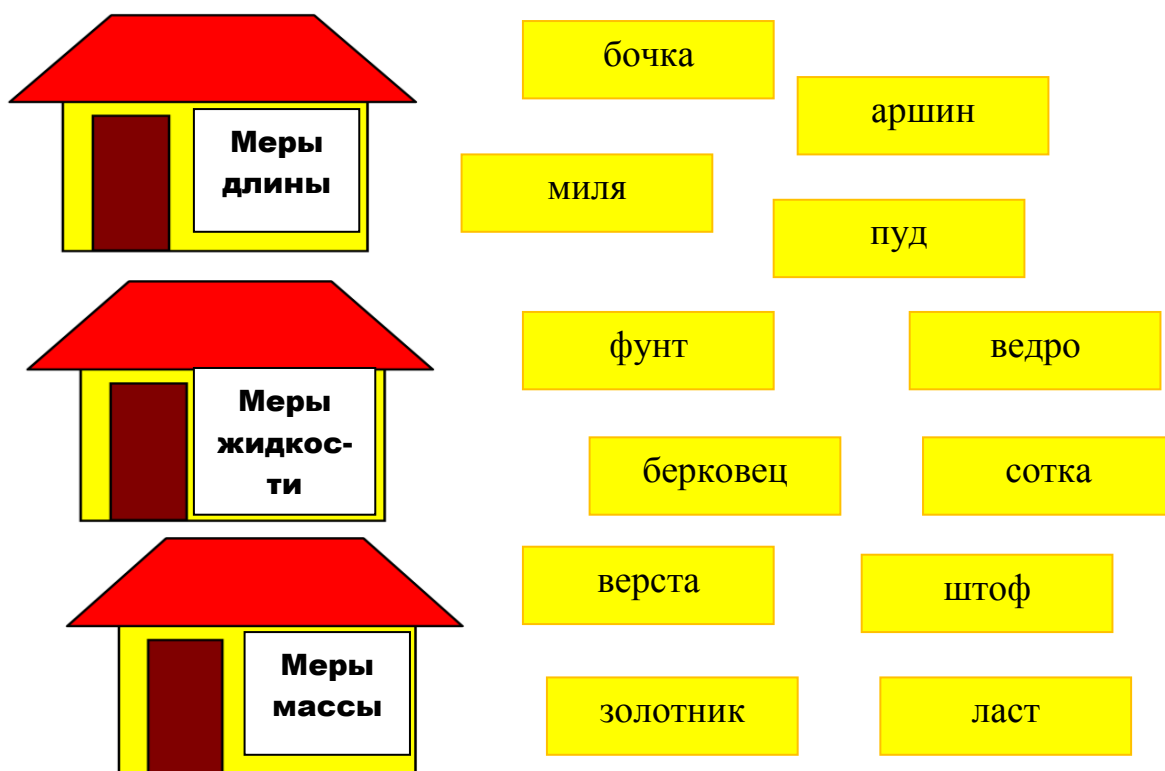 Меры
длины
бочка
аршин
миля
пуд
Меры
жидкос-
ти
фунт
ведро
берковец
сотка
Меры
массы
верста
штоф
золотник
ласт